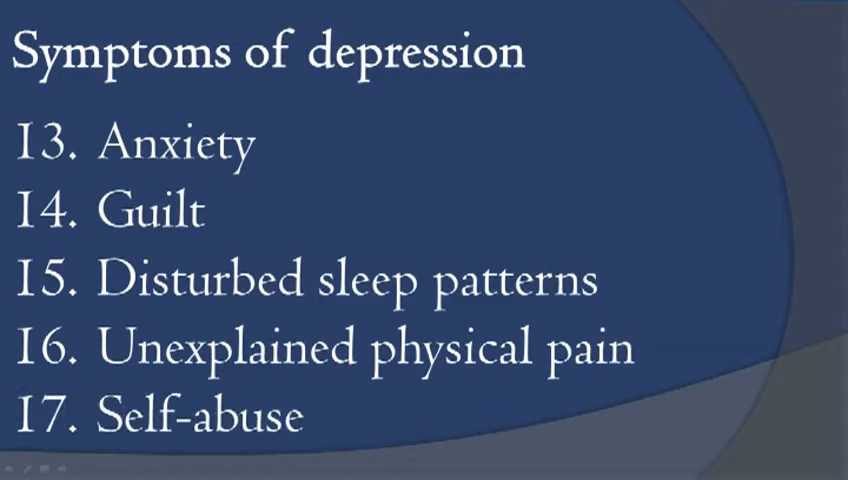 Symptoms of depression
13. Anxiety
14. Guilt
15. Disturbed sleep patterns
16. Unexplained physical pain
17. Self-abuse